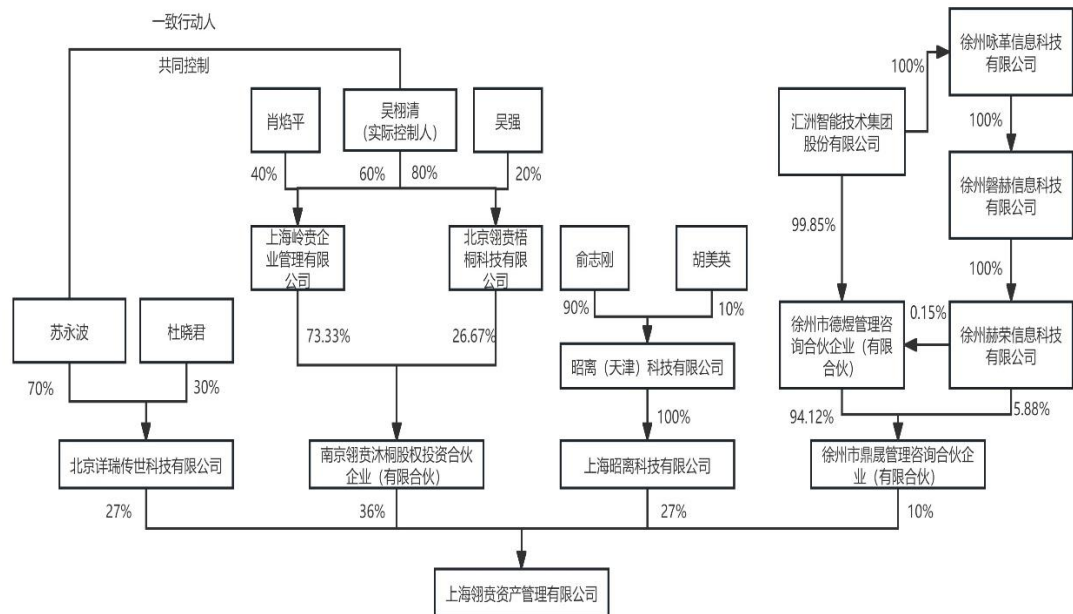 一致行动人
共同控制
肖焰平
吴栩清
（实际控制人）
吴强
汇洲智能技术集团
股份有限公司
100%
徐州咏革信息科技
有限公司
100%
40%
60%
80%
20%
徐州磐赫信息科技
有限公司
上海岭贲企
业管理有限
公司
北京翎贲梧
桐科技有限
公司
俞志刚
胡美英
99.85%
100%
苏永波
杜晓君
73.33%
26.67%
90%
10%
徐州市德煜管理咨
询合伙企业（有限
合伙）
0.15%
徐州赫荣信息科技
有限公司
昭离（天津）科技有限公司
70%
30%
100%
94.12%
5.88%
北京详瑞传世科技有限公司
南京翎贲沐桐股权投资合伙
企业（有限合伙）
上海昭离科技有限公司
徐州市鼎晟管理咨询合伙企
业（有限合伙）
27%
36%
27%
10%
上海翎贲资产管理有限公司